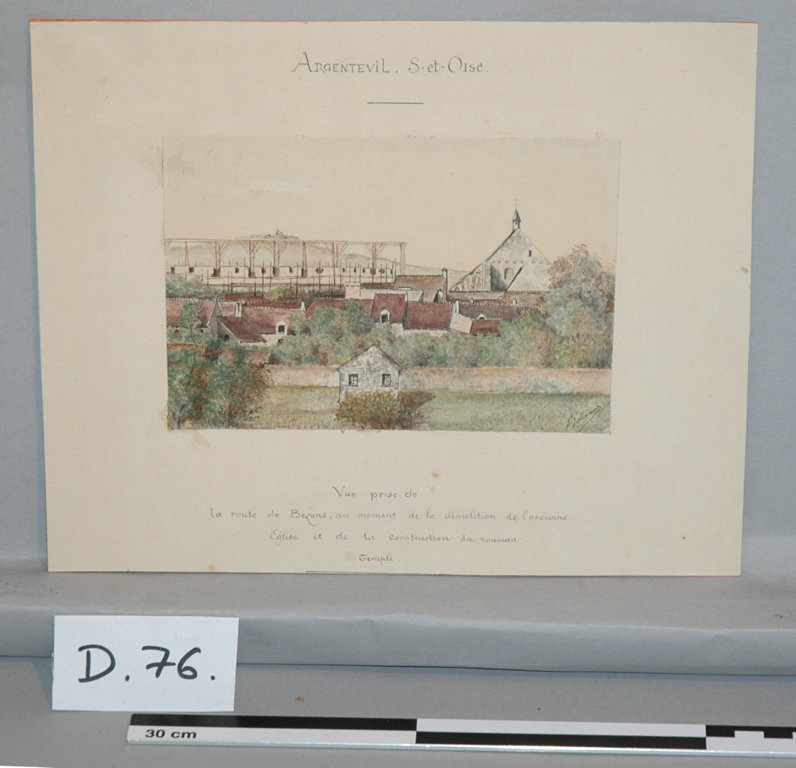 ARGENTEVIL. S-et-OISE.
Vue prise de
la route de Bezons, au moment de la démolition de l'ancienne
Eglise et de la construction du nouveau
Temple.
D.76.
30 cm